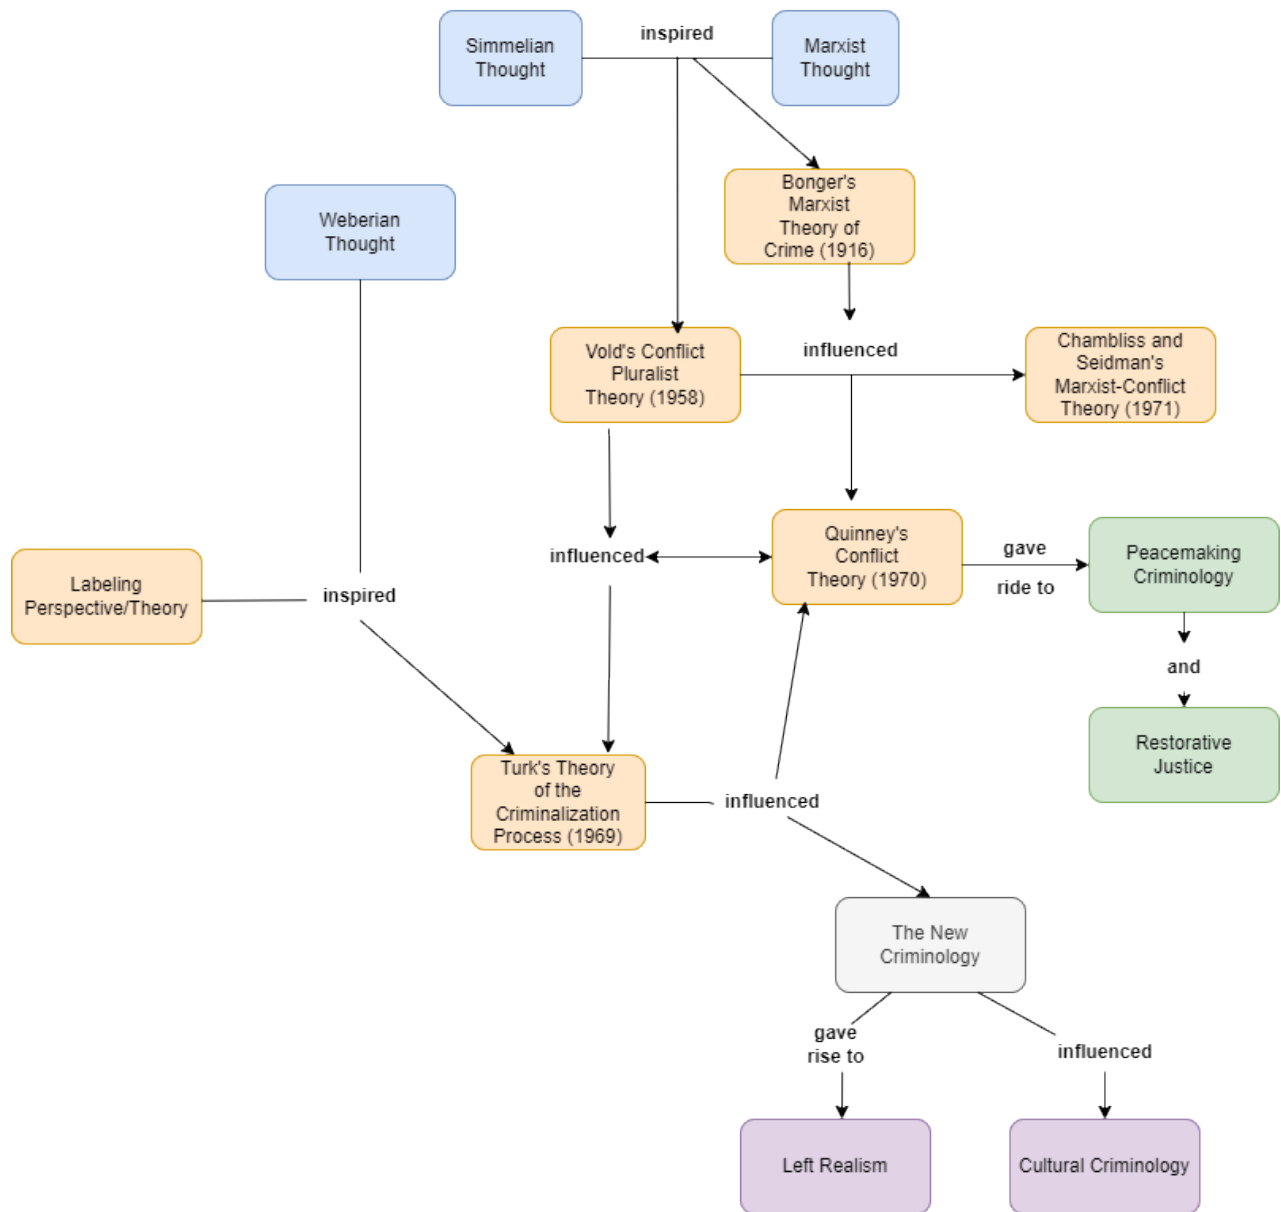 Simmelian
Thought
inspired
Marxist
Thought
Bonger's
Marxist
Theory of
Crime (1916)
Weberian
Thought
Vold's Conflict
Pluralist
Theory (1958)
influenced
Chambliss and
Seidman's
Marxist-Conflict
Theory (1971)
Labeling
Perspective/Theory
inspired
influenced
Quinney's
Conflict
Theory (1970)
gave
ride to
Peacemaking
Criminology
and
Restorative
Justice
Turk's Theory
of the
Criminalization
Process (1969)
influenced
The New
Criminology
gave
rise to
influenced
Left Realism
Cultural Criminology